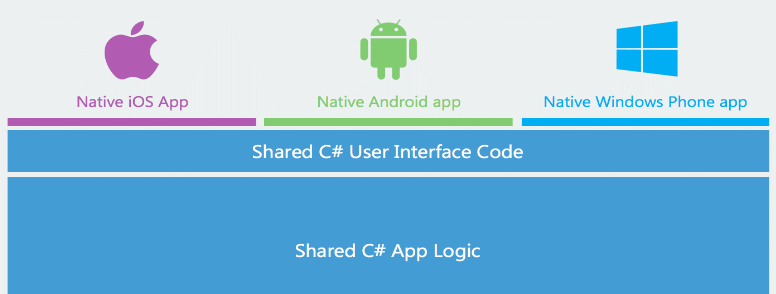 Native iOS App
Native Android app
Native Windows Phone app
Shared C# User Interface Code
Shared C# App Logic